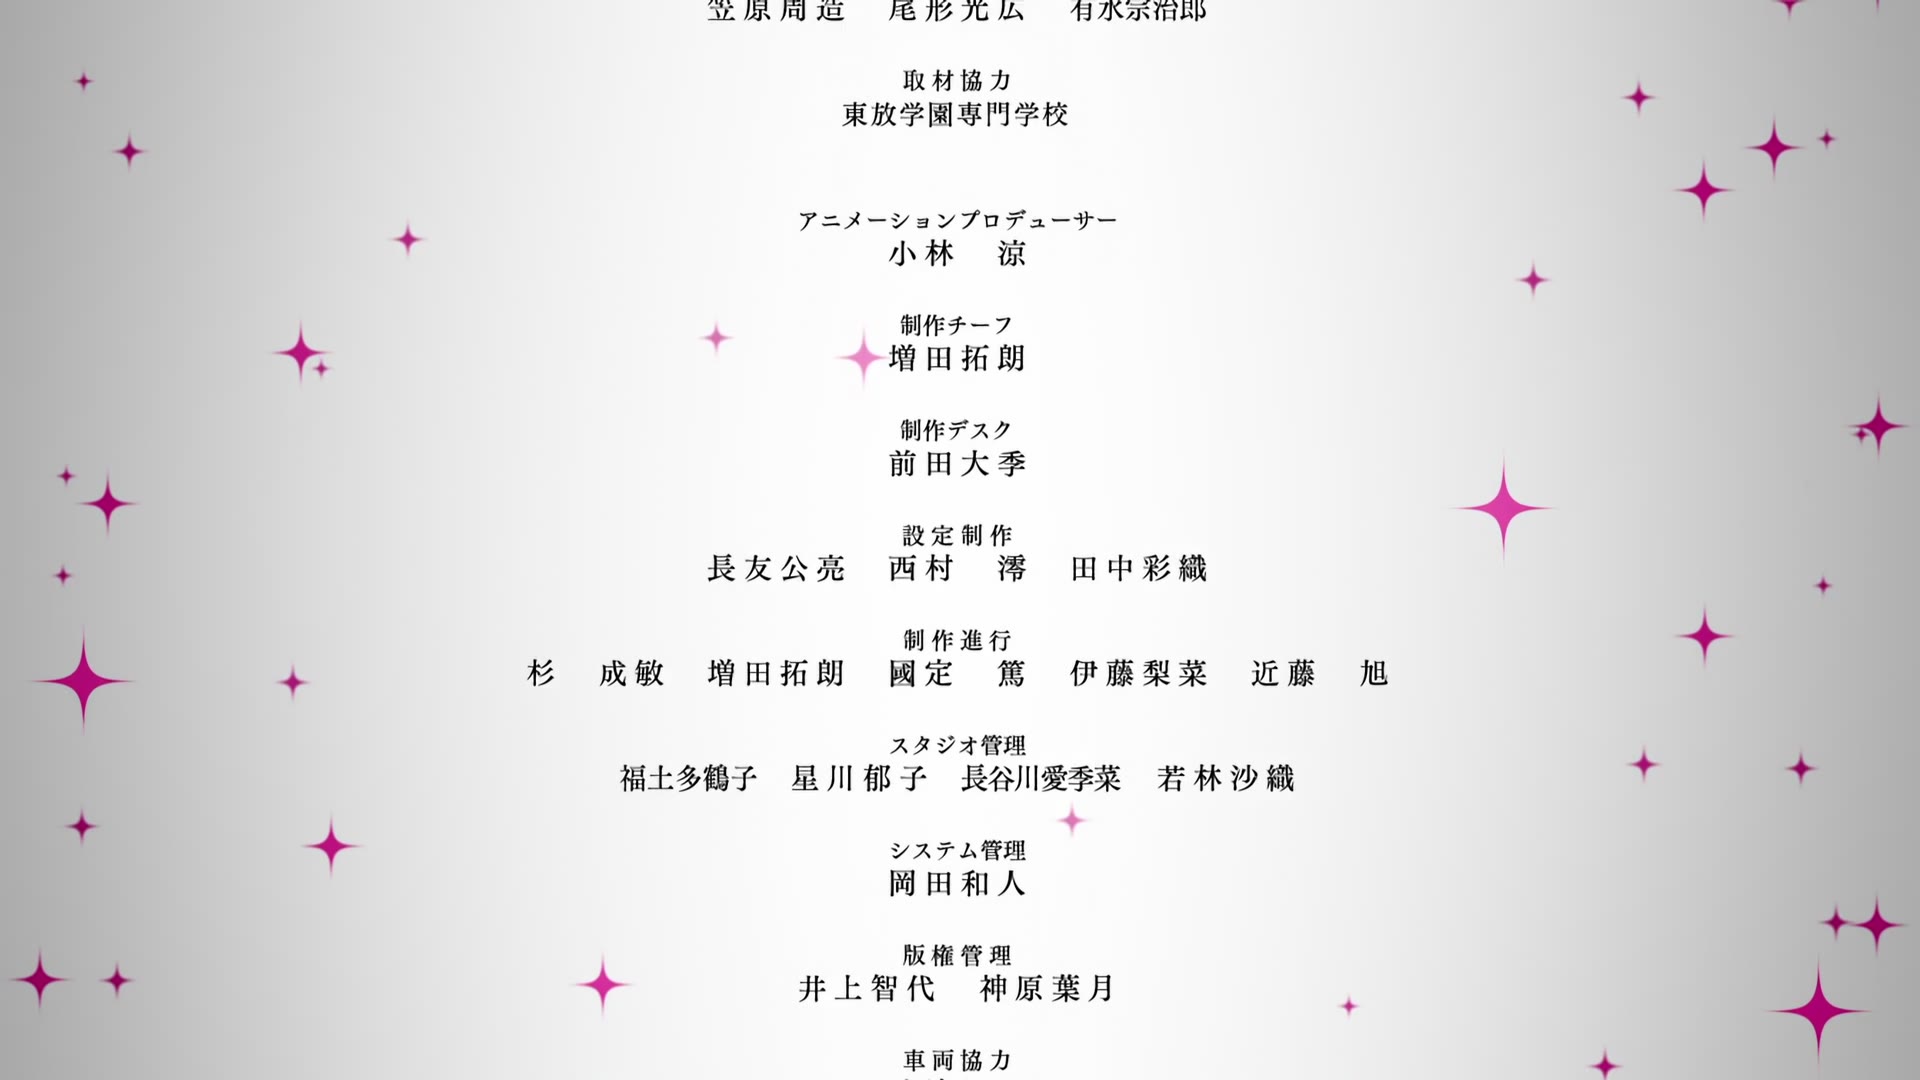 笠原周造　尾形光広　有水宗治郎
取材協力
東放学園専門学校
アニメーションプロデューサー
小林　涼
制作チーフ
増田拓朗
制作デスク
前田大季
設定制作
長友公亮　西村　澪　田中彩織
制作進行
杉　成敏　増田拓朗　國定　篤　伊藤梨菜　近藤　旭
スタジオ管理
福土多鶴子　星川郁子　長谷川愛季菜　若林沙織
システム管理
岡田和人
版権管理
井上智代　神原葉月
車両協力